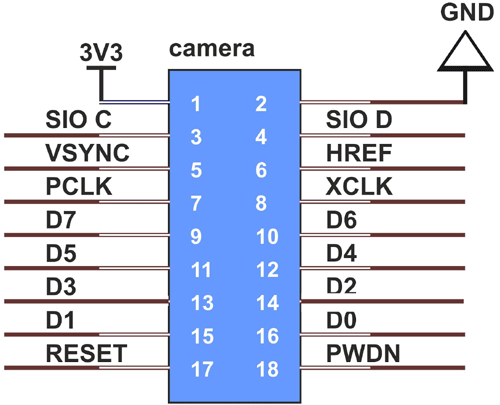 GND
camera
3V3
1 2
SIO C SIO D
3 4
VSYNC HREF
5 6
PCLK XCLK
7 8
D7 D6
9 10
D5 D4
11 12
D3 D2
13 14
D1 D0
15 16
RESET PWDN
17 18